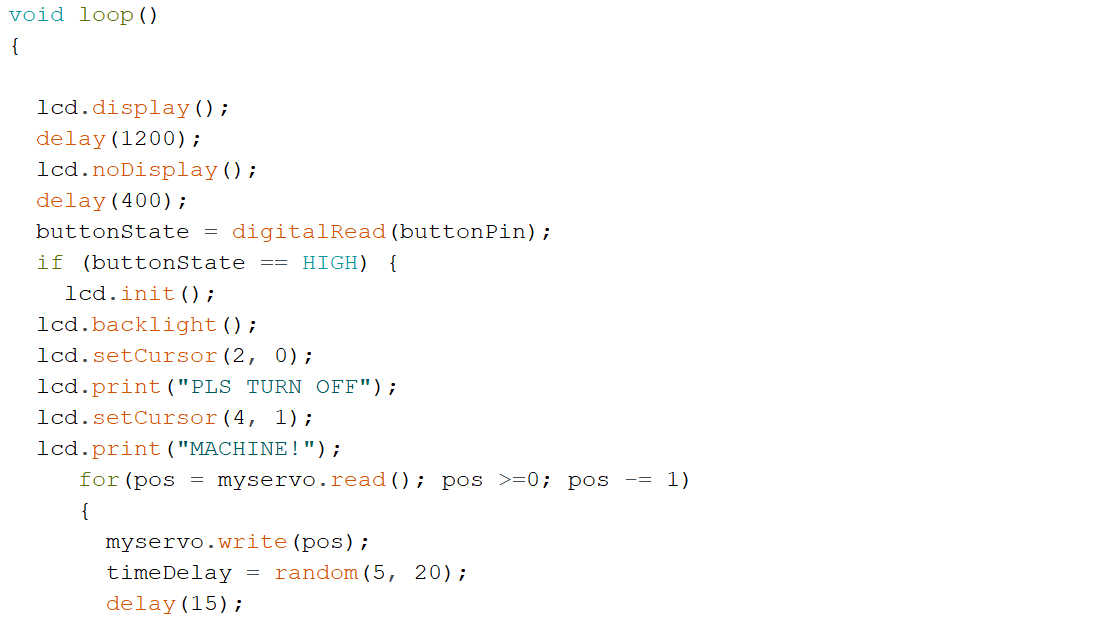 void loop()
{
lcd.display();
delay(1200);
lcd.noDisplay();
delay(400);
buttonState = digitalRead(buttonPin);
if (buttonState == HIGH) {
lcd.init();
lcd.backlight();
lcd.setCursor(2, 0);
lcd.print("PLS TURN OFF");
lcd.setCursor(4, 1);
lcd.print("MACHINE!");
for(pos = myservo.read(); pos >=0; pos -= 1)
{
myservo.write(pos);
timeDelay = random(5, 20);
delay(15);